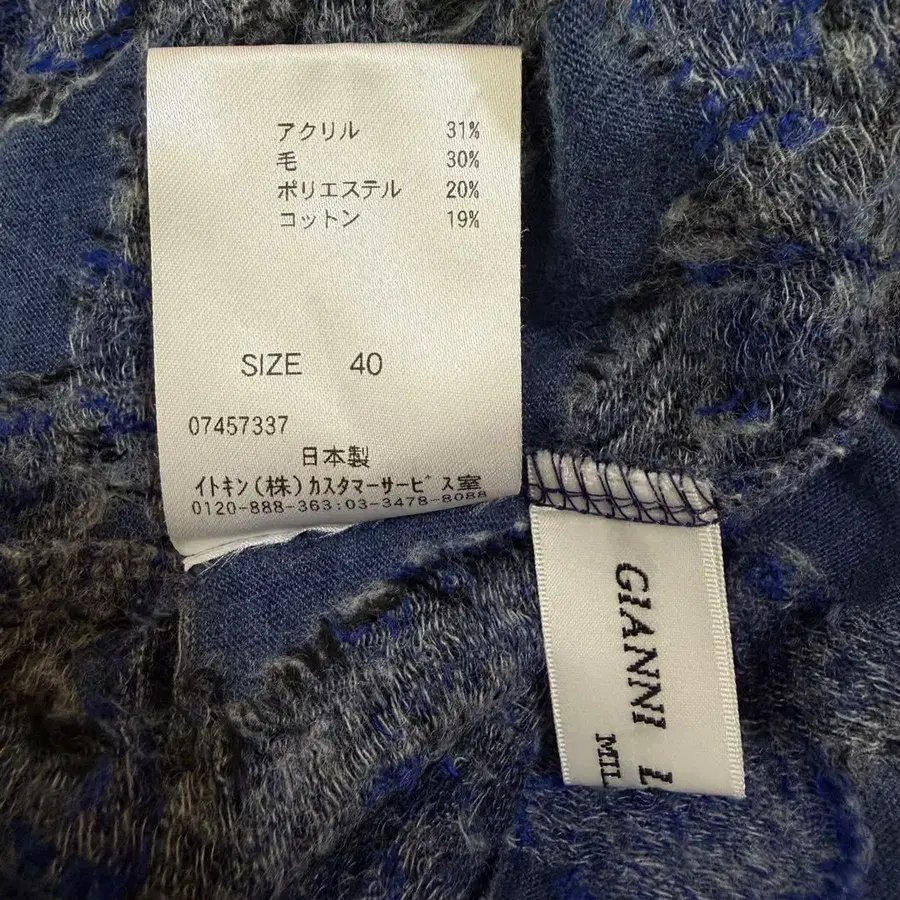 アクリル 31%
毛 30%
ポリエステル 20%
コットン 19%
SIZE 40
07457337
日本製
イトキン(株)カスタマーサービス室
0120-888-363:03-3478-8088
GIANNI